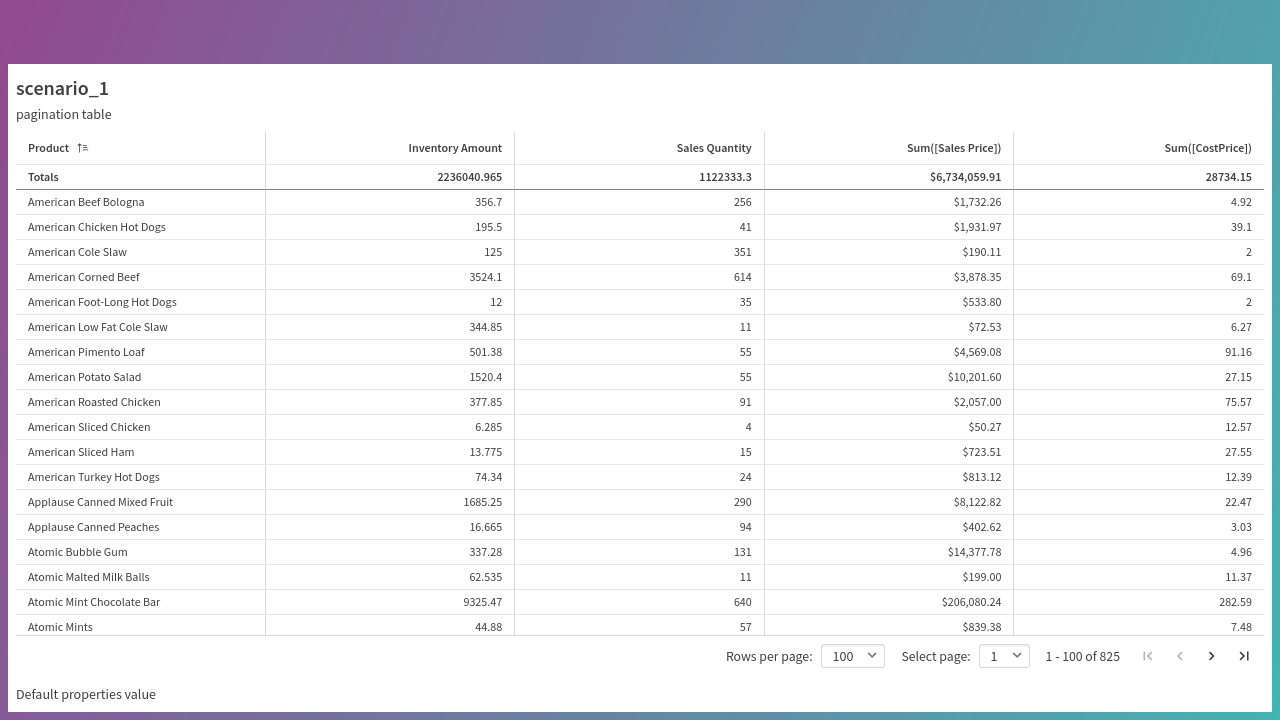 scenario_1
pagination table
Product Inventory Amount Sales Quantity Sum([Sales Price]) Sum([CostPrice])
Totals 2236040.965 1122333.3 $6,734,059.91 28734.15
American Beef Bologna 356.7 256 $1,732.26 4.92
American Chicken Hot Dogs 195.5 41 $1,931.97 39.1
American Cole Slaw 125 351 $190.11 2
American Corned Beef 3524.1 614 $3,878.35 69.1
American Foot-Long Hot Dogs 12 35 $533.80 2
American Low Fat Cole Slaw 344.85 11 $72.53 6.27
American Pimento Loaf 501.38 55 $4,569.08 91.16
American Potato Salad 1520.4 55 $10,201.60 27.15
American Roasted Chicken 377.85 91 $2,057.00 75.57
American Sliced Chicken 6.285 4 $50.27 12.57
American Sliced Ham 13.775 15 $723.51 27.55
American Turkey Hot Dogs 74.34 24 $813.12 12.39
Applause Canned Mixed Fruit 1685.25 290 $8,122.82 22.47
Applause Canned Peaches 16.665 94 $402.62 3.03
Atomic Bubble Gum 337.28 131 $14,377.78 4.96
Atomic Malted Milk Balls 62.535 11 $199.00 11.37
Atomic Mint Chocolate Bar 9325.47 640 $206,080.24 282.59
Atomic Mints 44.88 57 $839.38 7.48
Rows per page: 100 Select page: 1 1 - 100 of 825
Default properties value